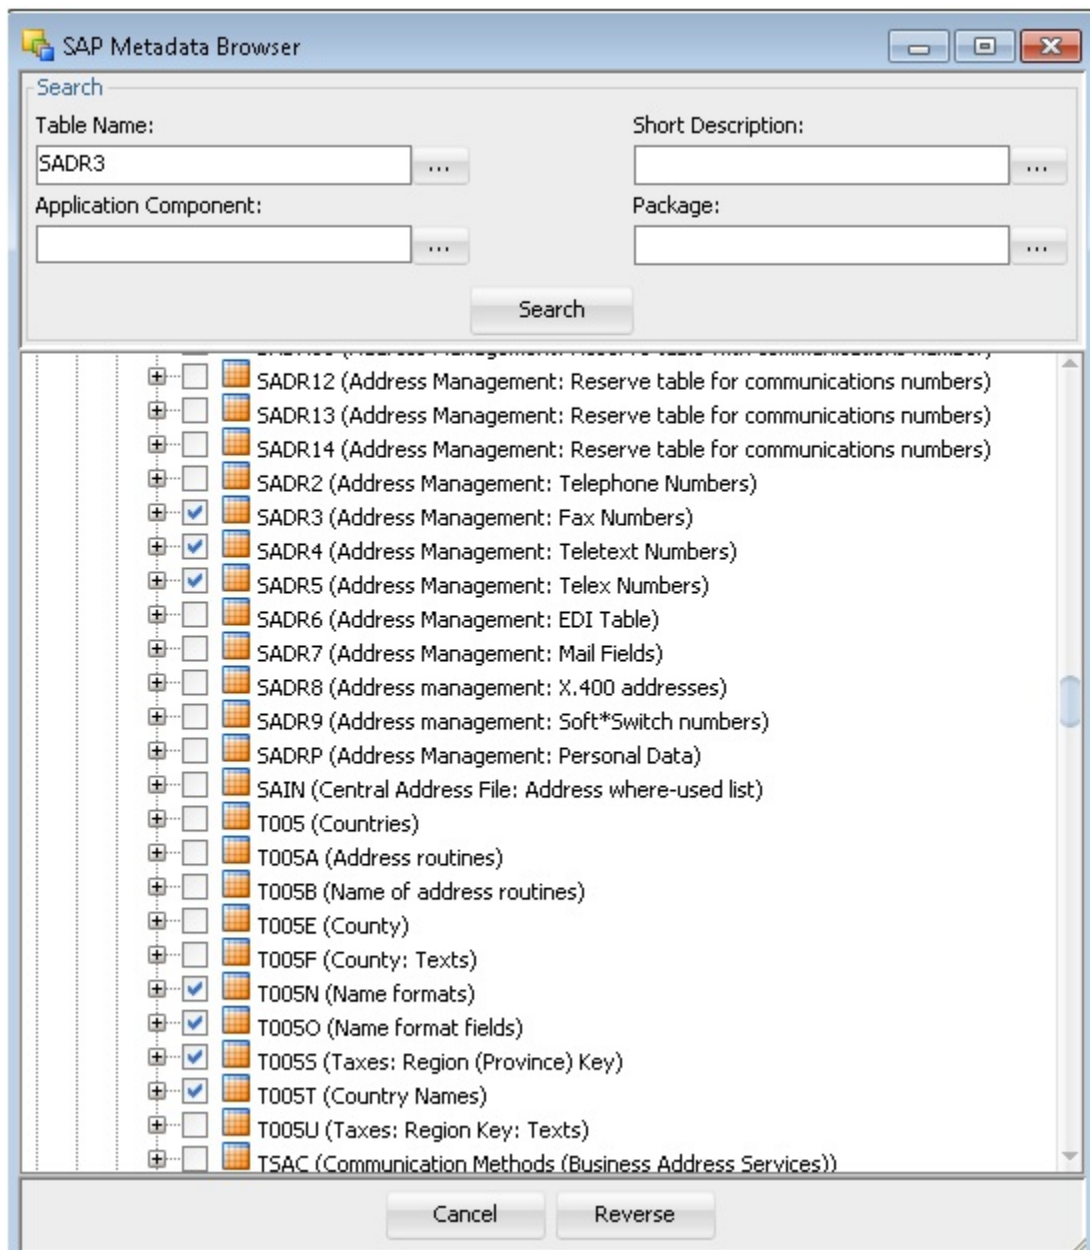 SAP Metadata Browser
Search
Table Name:
Short Description:
SADR3
...
...
Application Component:
Package:
...
...
Search
SADR12 (Address Management: Reserve table for communications numbers)
SADR13 (Address Management: Reserve table for communications numbers)
SADR14 (Address Management: Reserve table for communications numbers)
SADR2 (Address Management: Telephone Numbers)
SADR3 (Address Management: Fax Numbers)
SADR4 (Address Management: Teletext Numbers)
SADR5 (Address Management: Telex Numbers)
SADR6 (Address Management: EDI Table)
SADR7 (Address Management: Mail Fields)
SADR8 (Address management: X.400 addresses)
SADR9 (Address management: Soft*Switch numbers)
SADRP (Address Management: Personal Data)
SAIN (Central Address File: Address where-used list)
T005 (Countries)
T005A (Address routines)
T005B (Name of address routines)
T005E (County)
T005F (County: Texts)
T005N (Name formats)
T005O (Name format fields)
T005S (Taxes: Region (Province) Key)
T005T (Country Names)
T005U (Taxes: Region Key: Texts)
TSAC (Communication Methods (Business Address Services))
Cancel
Reverse